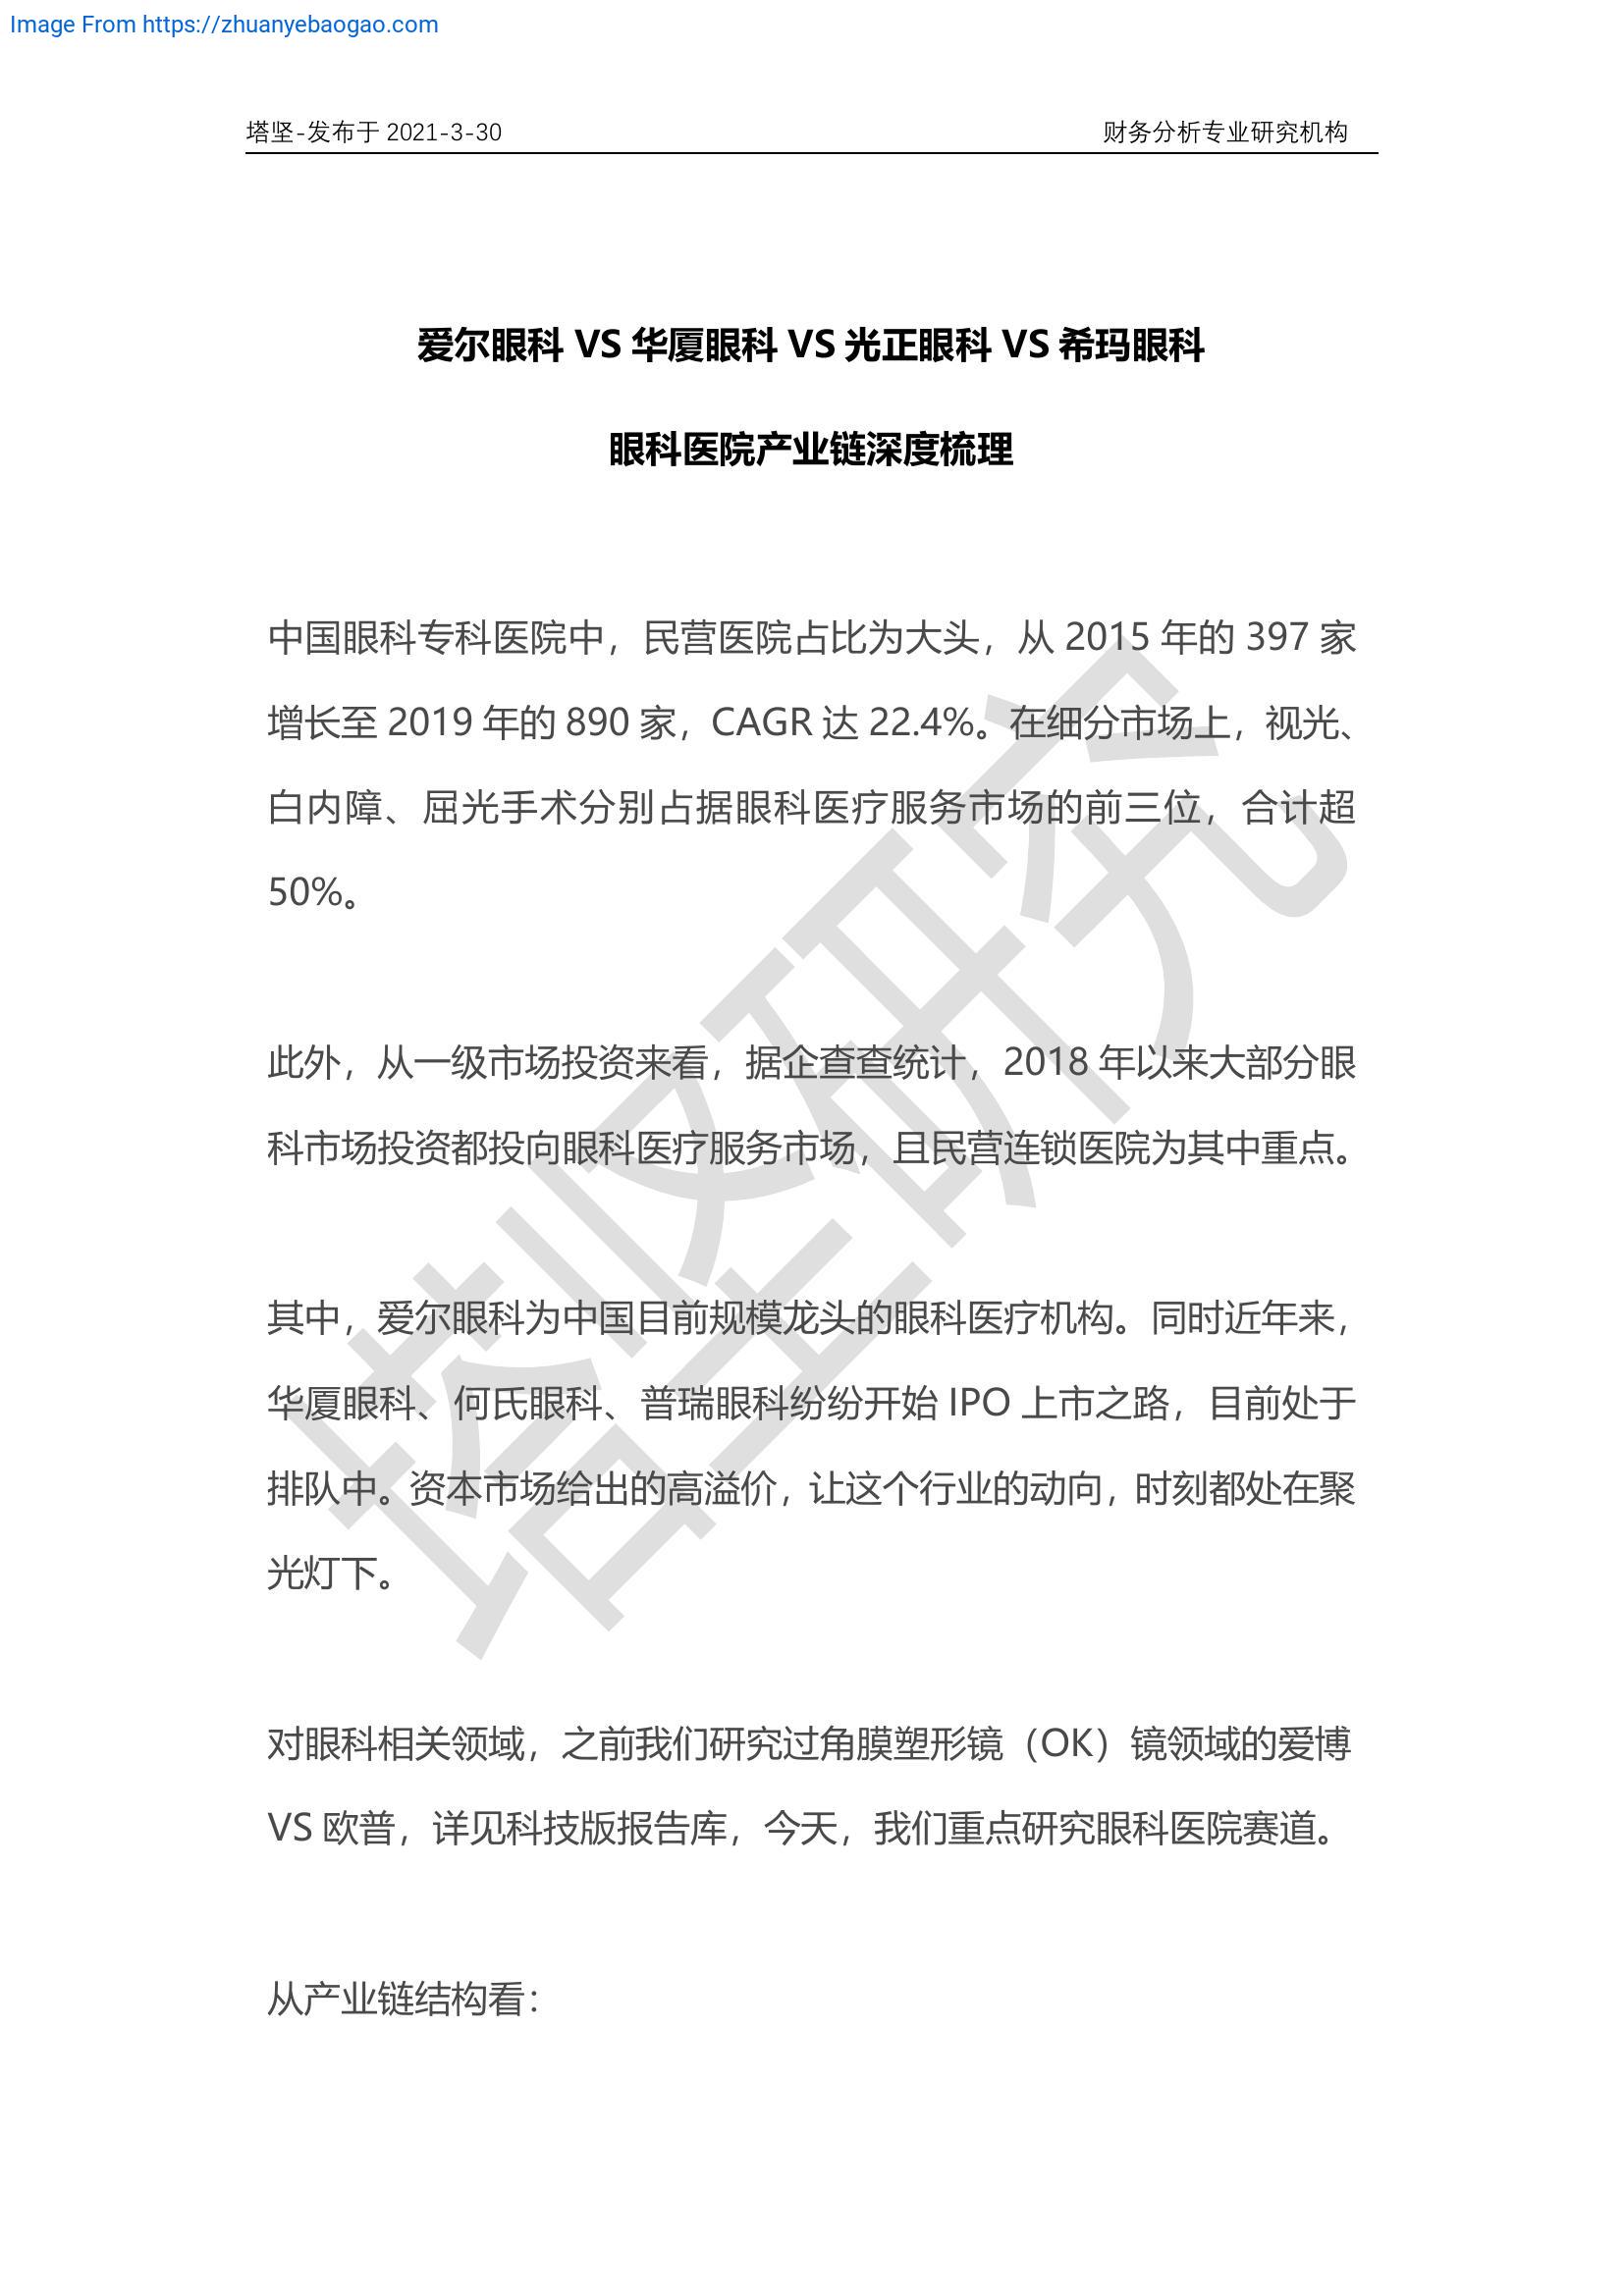 Image From https://zhuanyebaogao.com
塔坚-发布于 2021-3-30 财务分析专业研究机构
爱尔眼科 VS 华厦眼科 VS 光正眼科 VS 希玛眼科
眼科医院产业链深度梳理
中国眼科专科医院中，民营医院占比为大头，从 2015 年的 397 家
增长至 2019 年的 890 家，CAGR 达 22.4%。在细分市场上，视光、
白内障、屈光手术分别占据眼科医疗服务市场的前三位，合计超
50%。
此外，从一级市场投资来看，据企查查统计，2018 年以来大部分眼
科市场投资都投向眼科医疗服务市场，且民营连锁医院为其中重点。
其中，爱尔眼科为中国目前规模龙头的眼科医疗机构。同时近年来，
华厦眼科、何氏眼科、普瑞眼科纷纷开始 IPO 上市之路，目前处于
排队中。资本市场给出的高溢价，让这个行业的动向，时刻都处在聚
光灯下。
对眼科相关领域，之前我们研究过角膜塑形镜（OK）镜领域的爱博
VS 欧普，详见科技版报告库，今天，我们重点研究眼科医院赛道。
从产业链结构看：
塔坚研究